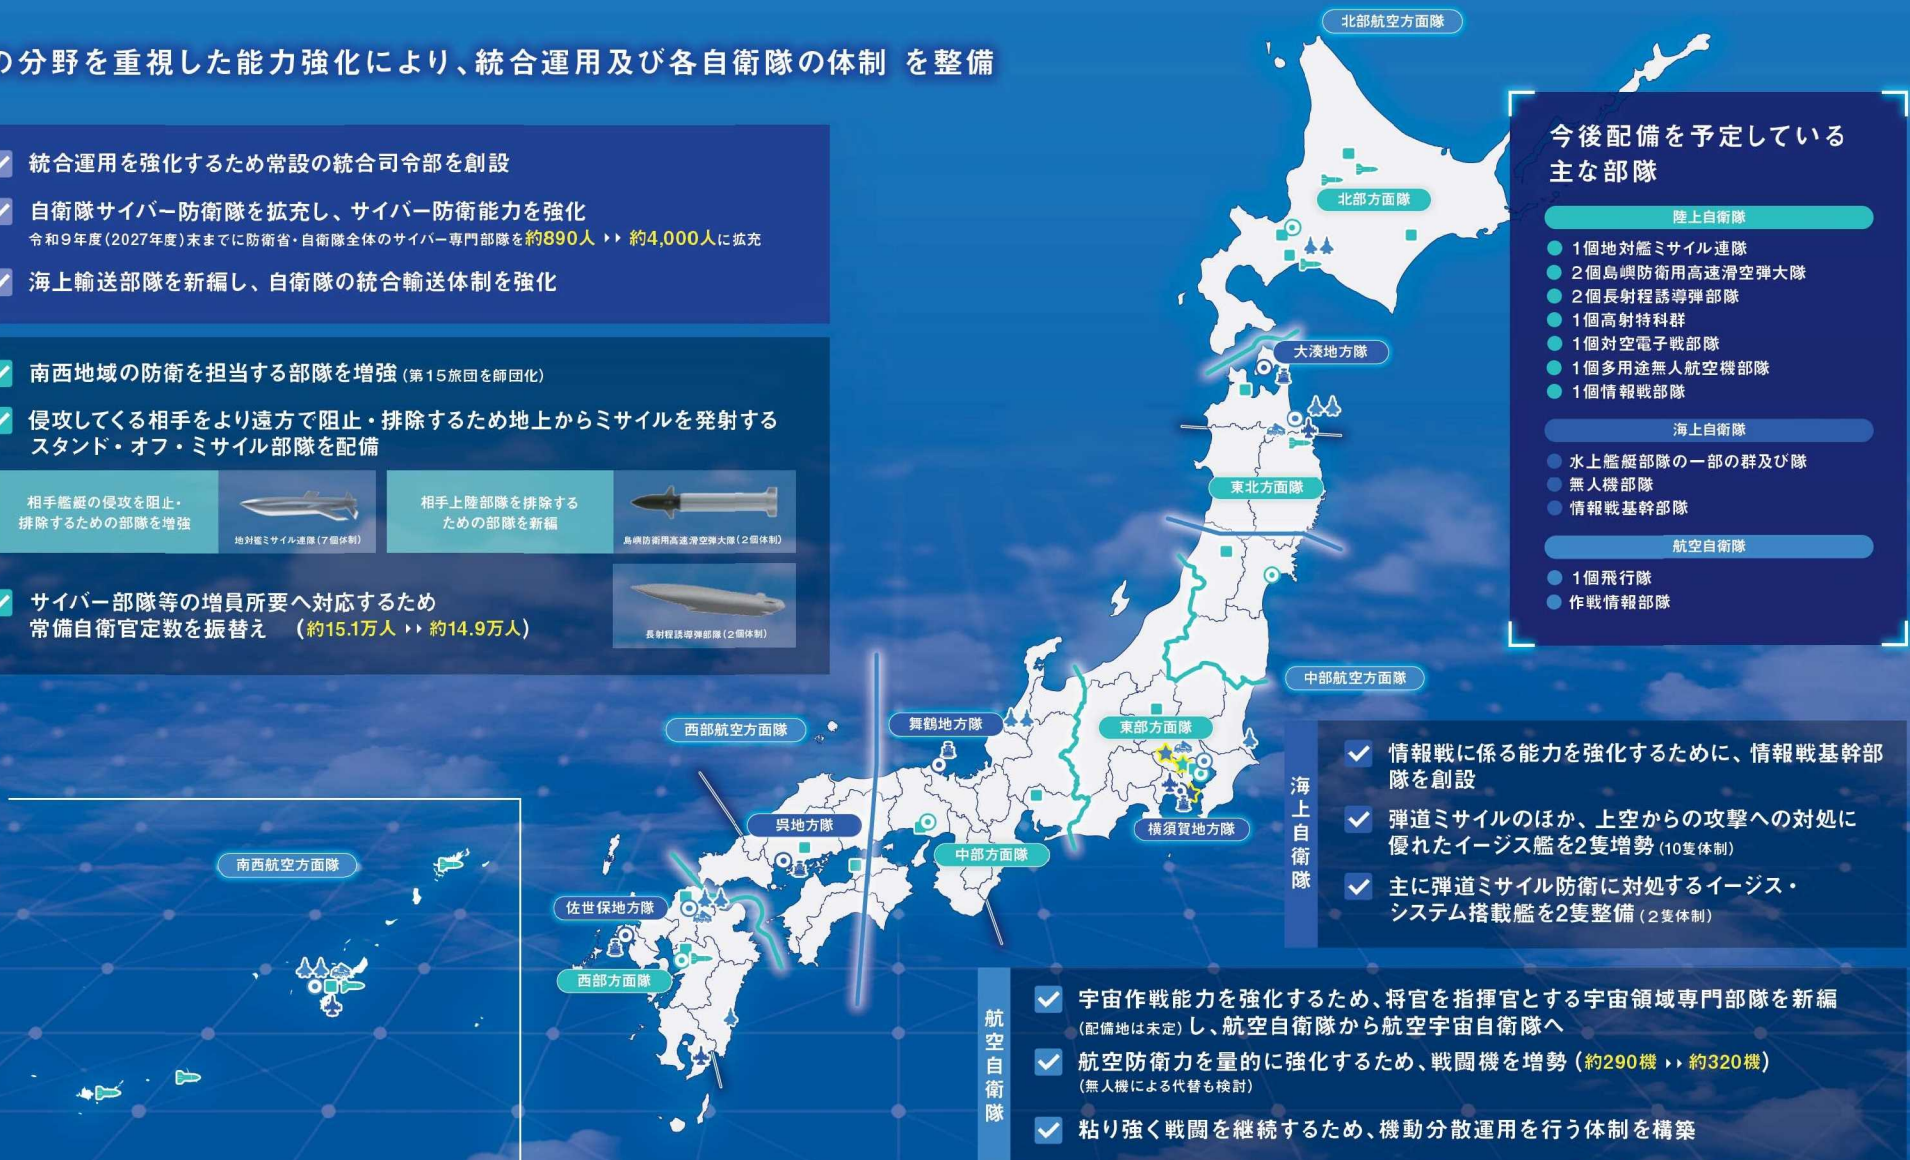 の分野を重視した能力強化により、統合運用及び各自衛隊の体制 を整備
統合運用を強化するため常設の統合司令部を創設
自衛隊サイバー防衛隊を拡充し、サイバー防衛能力を強化
令和9年度(2027年度)末までに防衛省・自衛隊全体のサイバー専門部隊を約890人 ▸▸ 約4,000人に拡充
海上輸送部隊を新編し、自衛隊の統合輸送体制を強化
南西地域の防衛を担当する部隊を増強 (第15旅団を師団化)
侵攻してくる相手をより遠方で阻止・排除するため地上からミサイルを発射する
スタンド・オフ・ミサイル部隊を配備
相手艦艇の侵攻を阻止・
排除するための部隊を増強
地対艦ミサイル連隊(7個体制)
相手上陸部隊を排除する
ための部隊を新編
島嶼防衛用高速滑空弾大隊(2個体制)
サイバー部隊等の増員所要へ対応するため
常備自衛官定数を振替え (約15.1万人 ▸▸ 約14.9万人)
長射程誘導弾部隊(2個体制)
北部航空方面隊
北部方面隊
大湊地方隊
東北方面隊
中部航空方面隊
東部方面隊
横須賀地方隊
舞鶴地方隊
西部航空方面隊
呉地方隊
中部方面隊
佐世保地方隊
西部方面隊
南西航空方面隊
今後配備を予定している
主な部隊
陸上自衛隊
1個地対艦ミサイル連隊
2個島嶼防衛用高速滑空弾大隊
2個長射程誘導弾部隊
1個高射特科群
1個対空電子戦部隊
1個多用途無人航空機部隊
1個情報戦部隊
海上自衛隊
水上艦艇部隊の一部の群及び隊
無人機部隊
情報戦基幹部隊
航空自衛隊
1個飛行隊
作戦情報部隊
海上自衛隊
情報戦に係る能力を強化するために、情報戦基幹部
隊を創設
弾道ミサイルのほか、上空からの攻撃への対処に
優れたイージス艦を2隻増勢 (10隻体制)
主に弾道ミサイル防衛に対処するイージス・
システム搭載艦を2隻整備 (2隻体制)
航空自衛隊
宇宙作戦能力を強化するため、将官を指揮官とする宇宙領域専門部隊を新編
(配備地は未定)し、航空自衛隊から航空宇宙自衛隊へ
航空防衛力を量的に強化するため、戦闘機を増勢 (約290機 ▸▸ 約320機)
(無人機による代替も検討)
粘り強く戦闘を継続するため、機動分散運用を行う体制を構築